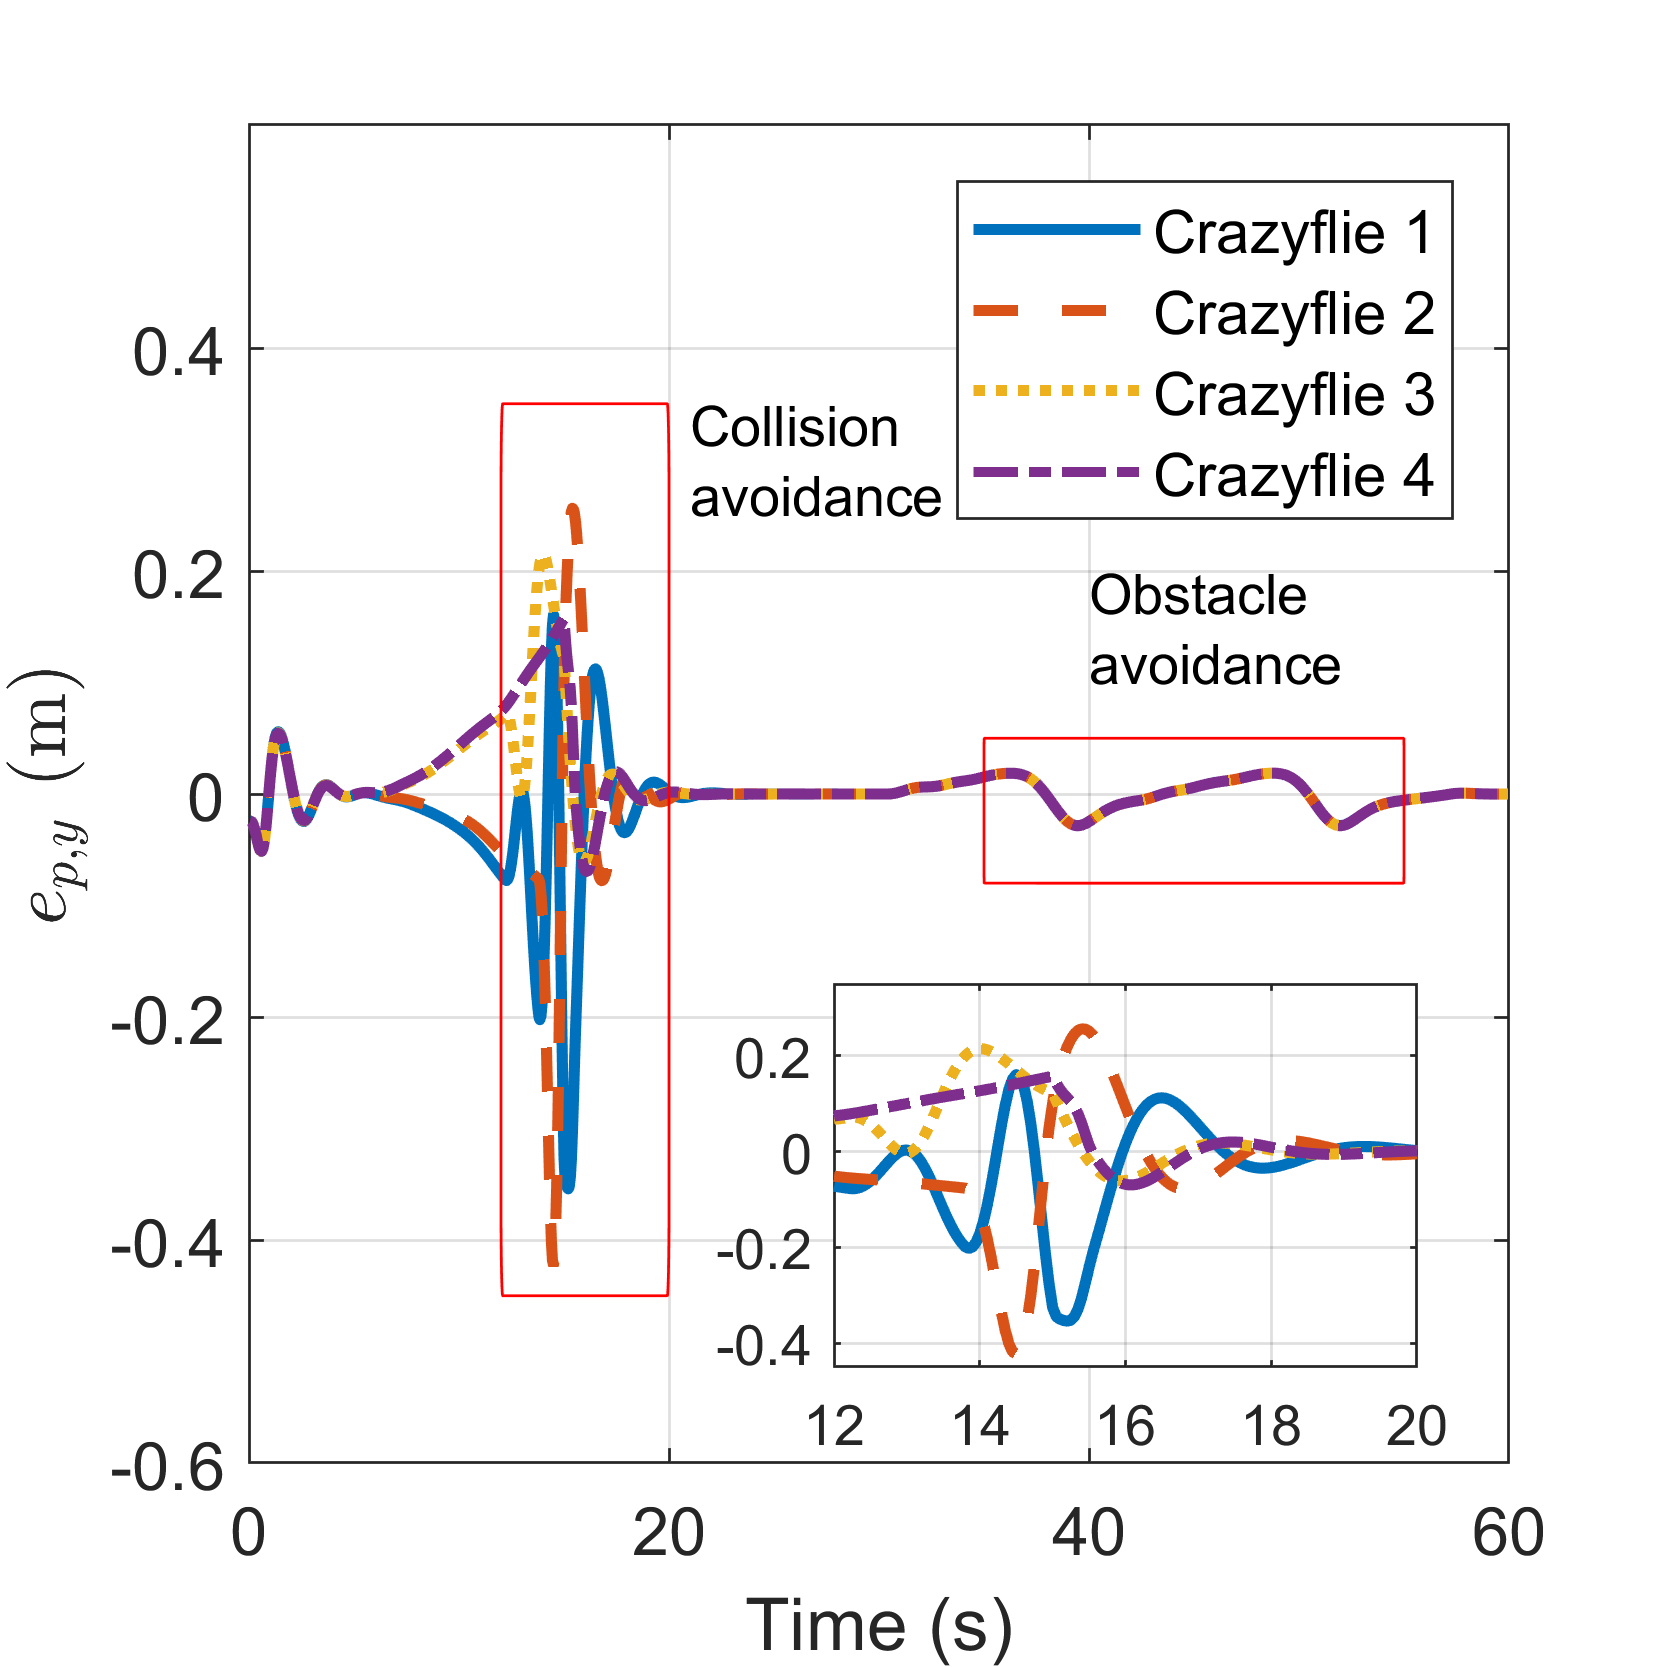 Crazyflie 1
Crazyflie 2
Crazyflie 3
Crazyflie 4
Collision
avoidance
Obstacle
avoidance
0.4
0.2
0
-0.2
-0.4
-0.6
e_{p,y} (m)
0.2
0
-0.2
-0.4
12 14 16 18 20
0 20 40 60
Time (s)